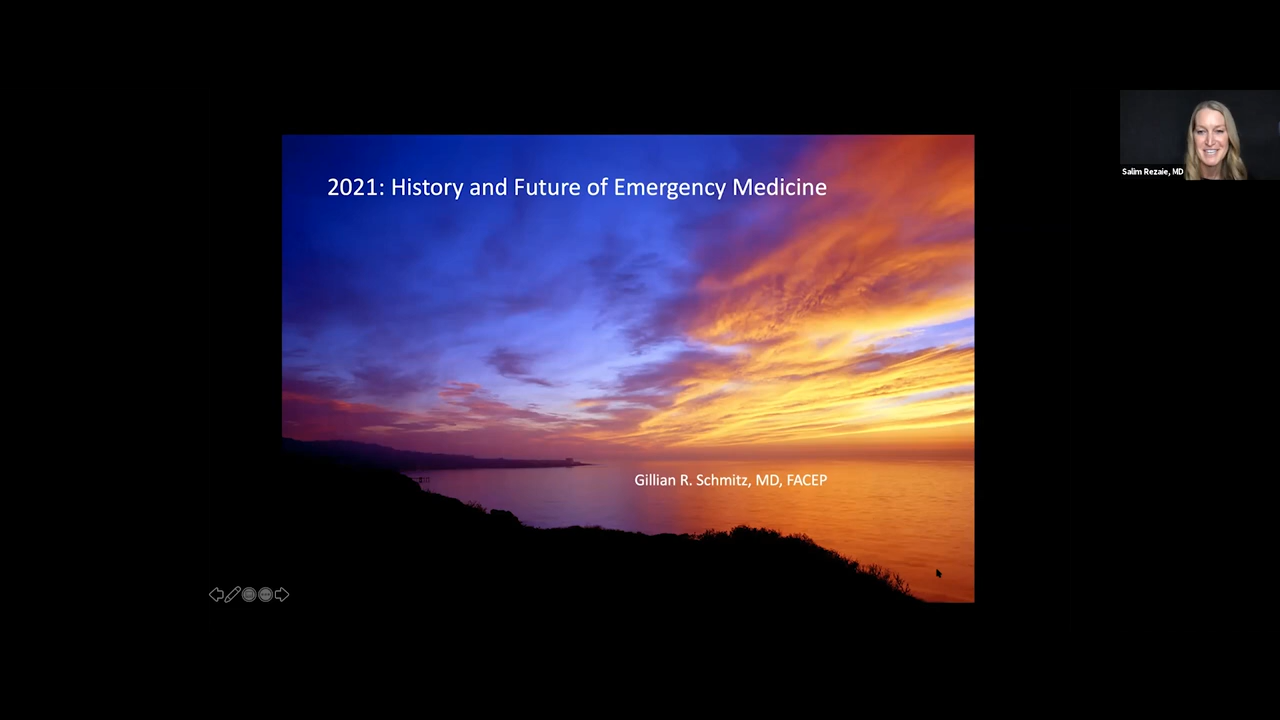 2021: History and Future of Emergency Medicine
Salim Rezaie, MD
Gillian R. Schmitz, MD, FACEP